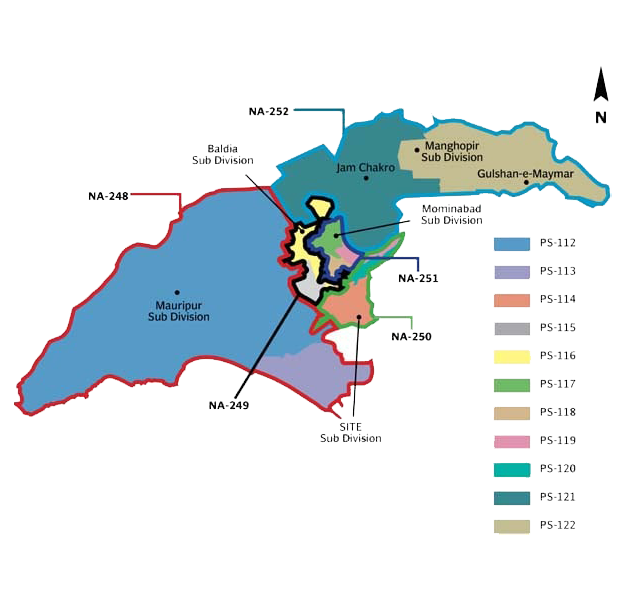 NA-252
N
Baldia
Sub Division
Manghopir
Sub Division
Jam Chakro
Gulshan-e-Maymar
NA-248
Mominabad
Sub Division
PS-112
PS-113
NA-251
Mauripur
Sub Division
PS-114
PS-115
NA-250
PS-116
PS-117
NA-249
PS-118
SITE
Sub Division
PS-119
PS-120
PS-121
PS-122